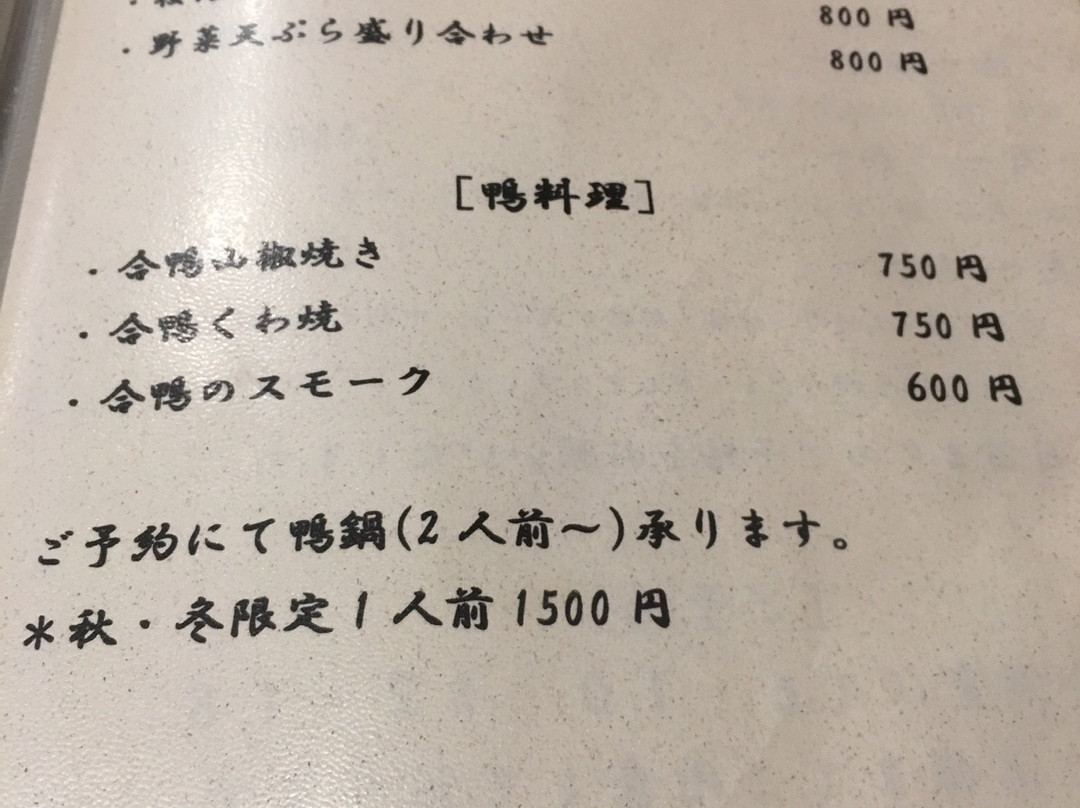 800 円
・野菜天ぷら盛り合わせ 800 円
[鴨料理]
・合鴨山椒焼き 750 円
・合鴨くわ焼 750 円
・合鴨のスモーク 600 円
ご予約にて鴨鍋(2 人前～)承ります。
＊秋・冬限定 1 人前 1500 円